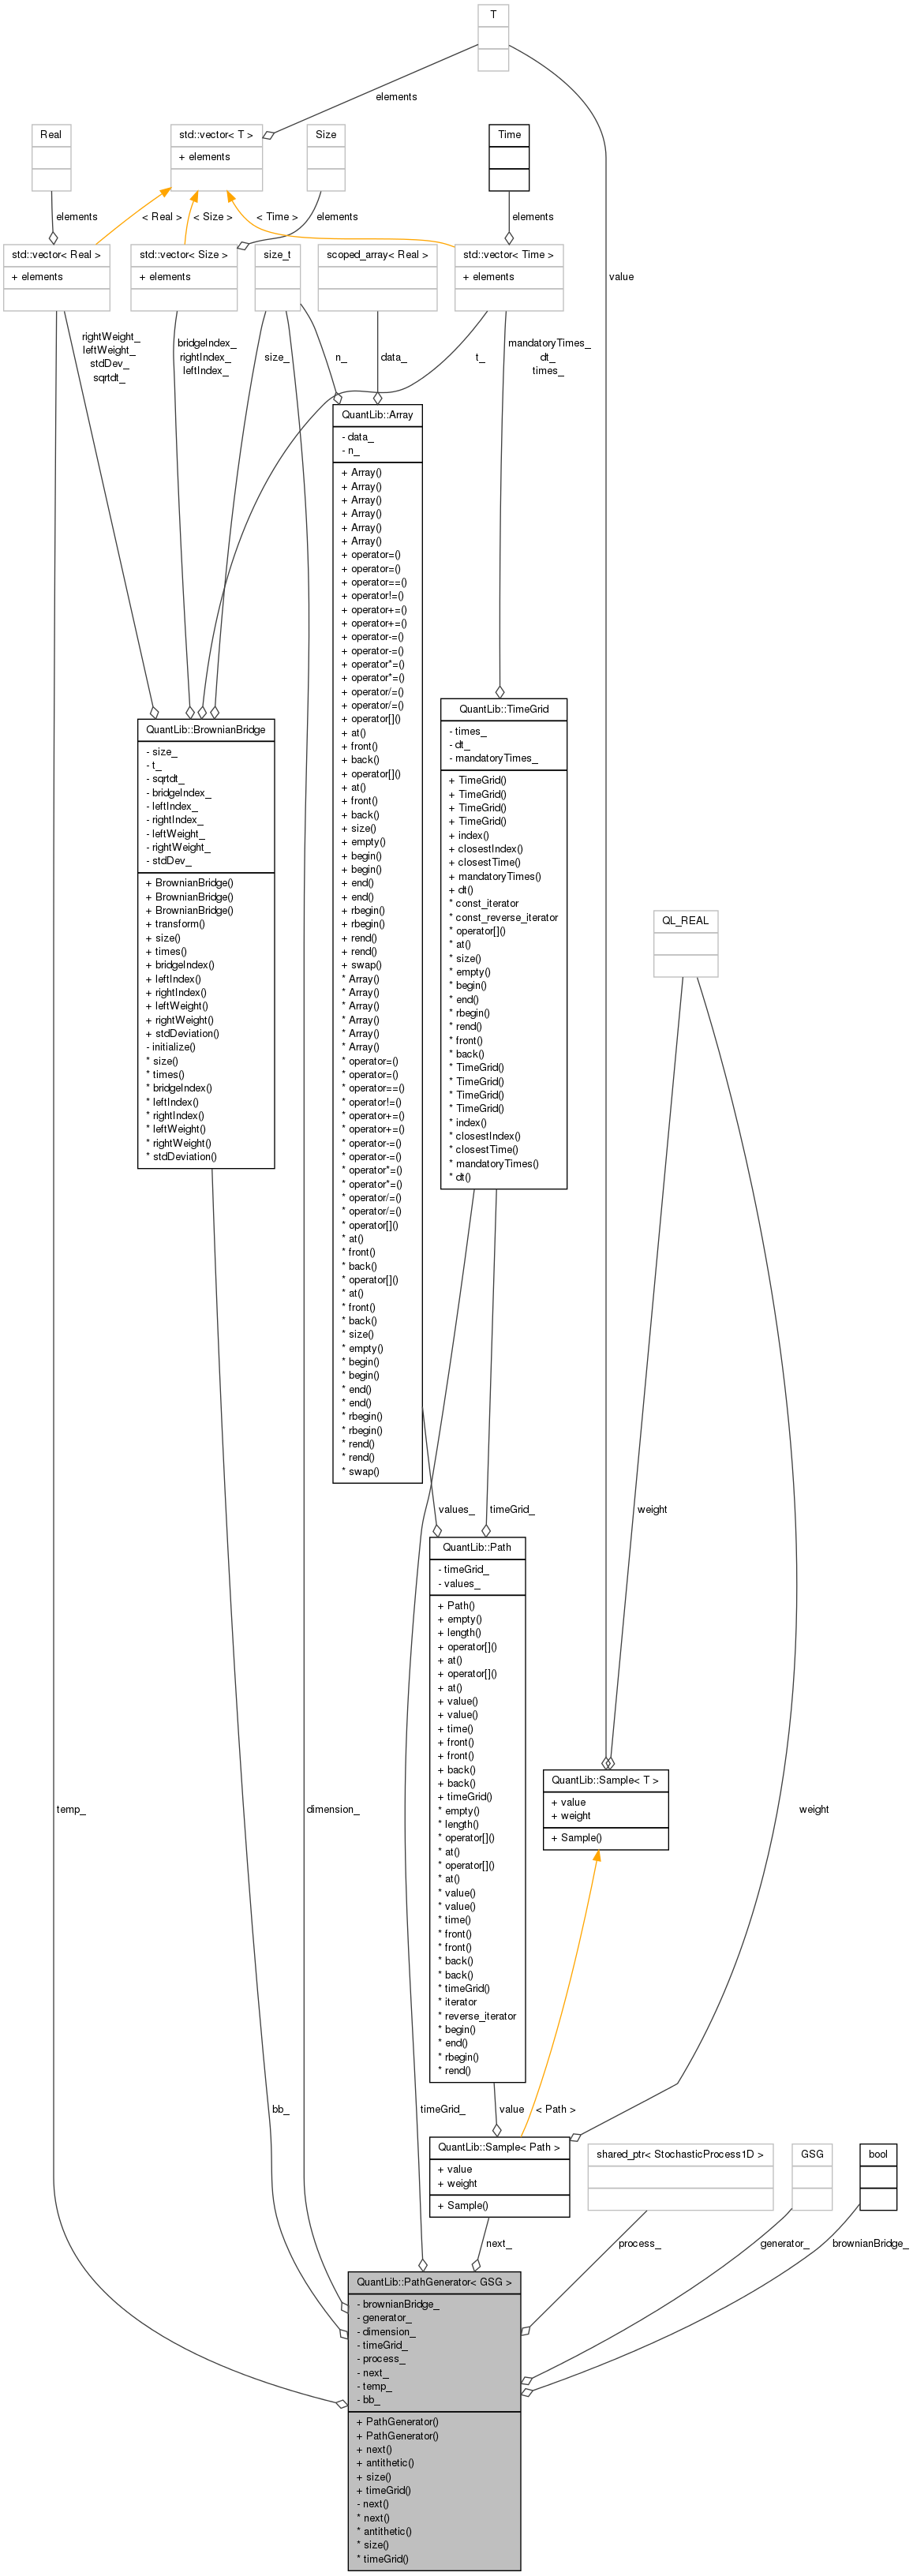 T
elements
Real
std::vector< T >
+ elements
Size
Time
elements
< Real >
< Size >
< Time >
elements
elements
value
std::vector< Real >
+ elements
std::vector< Size >
+ elements
size_t
scoped_array< Real >
std::vector< Time >
+ elements
rightWeight_
leftWeight_
stdDev_
sqrtdt_
bridgeIndex_
rightIndex_
leftIndex_
size_
n_
data_
t_
mandatoryTimes_
dt_
times_
QuantLib::Array
- data_
- n_
+ Array()
+ Array()
+ Array()
+ Array()
+ Array()
+ Array()
+ operator=()
+ operator=()
+ operator==()
+ operator!=()
+ operator+=()
+ operator+=()
+ operator-=()
+ operator-=()
+ operator*=()
+ operator*=()
+ operator/=()
+ operator/=()
+ operator[]()
+ at()
+ front()
+ back()
+ operator[]()
+ at()
+ front()
+ back()
+ size()
+ empty()
+ begin()
+ begin()
+ end()
+ end()
+ rbegin()
+ rbegin()
+ rend()
+ rend()
+ swap()
* Array()
* Array()
* Array()
* Array()
* Array()
* Array()
* operator=()
* operator=()
* operator==()
* operator!=()
* operator+=()
* operator+=()
* operator-=()
* operator-=()
* operator*=()
* operator*=()
* operator/=()
* operator/=()
* operator[]()
* at()
* front()
* back()
* operator[]()
* at()
* front()
* back()
* size()
* empty()
* begin()
* begin()
* end()
* end()
* rbegin()
* rbegin()
* rend()
* rend()
* swap()
QuantLib::TimeGrid
- times_
- dt_
- mandatoryTimes_
+ TimeGrid()
+ TimeGrid()
+ TimeGrid()
+ TimeGrid()
+ index()
+ closestIndex()
+ closestTime()
+ mandatoryTimes()
+ dt()
* const_iterator
* const_reverse_iterator
* operator[]()
* at()
* size()
* empty()
* begin()
* end()
* rbegin()
* rend()
* front()
* back()
* TimeGrid()
* TimeGrid()
* TimeGrid()
* TimeGrid()
* index()
* closestIndex()
* closestTime()
* mandatoryTimes()
* dt()
QuantLib::BrownianBridge
- size_
- t_
- sqrtdt_
- bridgeIndex_
- leftIndex_
- rightIndex_
- leftWeight_
- rightWeight_
- stdDev_
+ BrownianBridge()
+ BrownianBridge()
+ BrownianBridge()
+ transform()
+ size()
+ times()
+ bridgeIndex()
+ leftIndex()
+ rightIndex()
+ leftWeight()
+ rightWeight()
+ stdDeviation()
- initialize()
* size()
* times()
* bridgeIndex()
* leftIndex()
* rightIndex()
* leftWeight()
* rightWeight()
* stdDeviation()
QL_REAL
values_
timeGrid_
weight
QuantLib::Path
- timeGrid_
- values_
+ Path()
+ empty()
+ length()
+ operator[]()
+ at()
+ operator[]()
+ at()
+ value()
+ value()
+ time()
+ front()
+ front()
+ back()
+ back()
+ timeGrid()
* empty()
* length()
* operator[]()
* at()
* operator[]()
* at()
* value()
* value()
* time()
* front()
* front()
* back()
* back()
* timeGrid()
* iterator
* reverse_iterator
* begin()
* end()
* rbegin()
* rend()
QuantLib::Sample< T >
+ value
+ weight
+ Sample()
temp_
dimension_
weight
bb_
timeGrid_
value
< Path >
QuantLib::Sample< Path >
+ value
+ weight
+ Sample()
shared_ptr< StochasticProcess1D >
GSG
bool
next_
process_
generator_
brownianBridge_
QuantLib::PathGenerator< GSG >
- brownianBridge_
- generator_
- dimension_
- timeGrid_
- process_
- next_
- temp_
- bb_
+ PathGenerator()
+ PathGenerator()
+ next()
+ antithetic()
+ size()
+ timeGrid()
- next()
* next()
* antithetic()
* size()
* timeGrid()